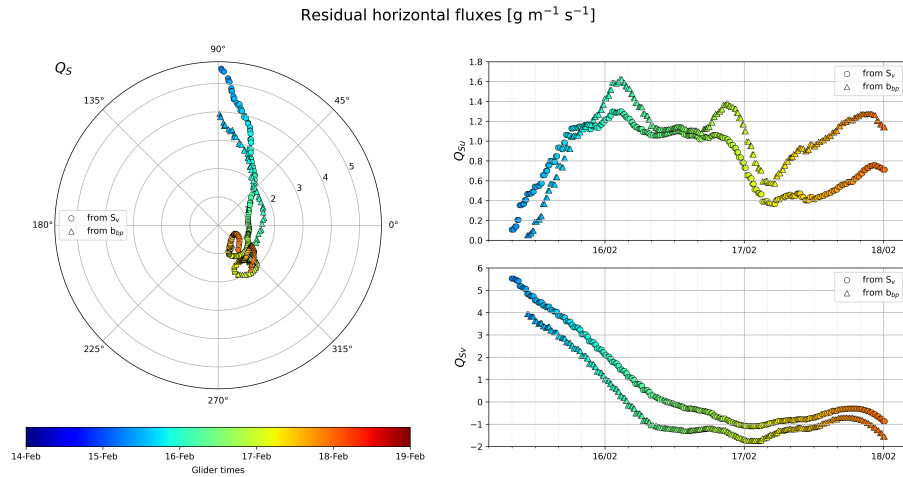 Residual horizontal fluxes [g m⁻¹ s⁻¹]
Q_S
90°
45°
0°
315°
270°
225°
180°
135°
2
3
4
5
from S_v
from b_bp
14-Feb 15-Feb 16-Feb 17-Feb 18-Feb 19-Feb
Glider times
Q_Su
1.8
1.6
1.4
1.2
1.0
0.8
0.6
0.4
0.2
0.0
from S_v
from b_bp
16/02 17/02 18/02
Q_Sv
6
5
4
3
2
1
0
−1
−2
from S_v
from b_bp
16/02 17/02 18/02